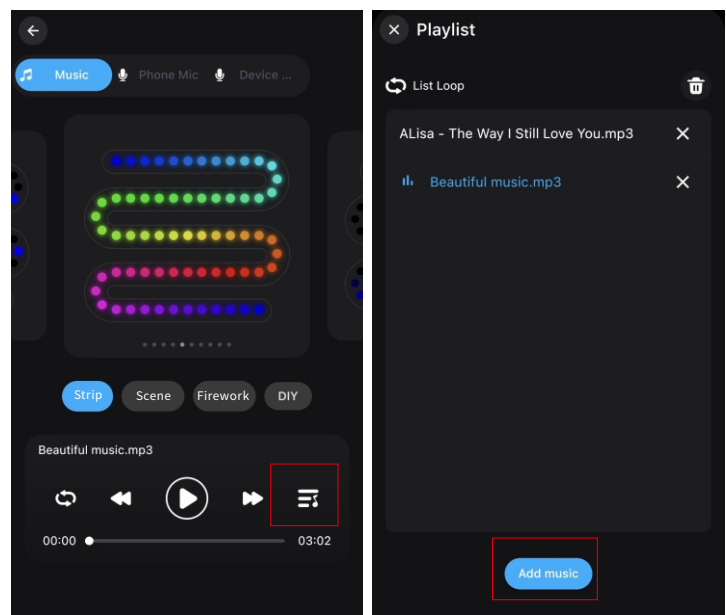 Music
Phone Mic
Device ...
Strip
Scene
Firework
DIY
Beautiful music.mp3
00:00
03:02
Playlist
List Loop
ALisa - The Way I Still Love You.mp3
Beautiful music.mp3
Add music